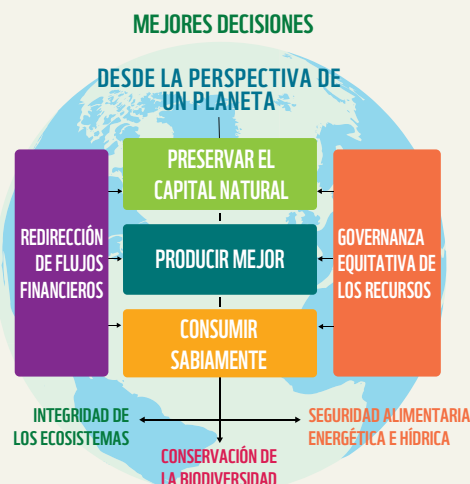 MEJORES DECISIONES
DESDE LA PERSPECTIVA DE
UN PLANETA
PRESERVAR EL
CAPITAL NATURAL
REDIRECCIÓN
DE FLUJOS
FINANCIEROS
PRODUCIR MEJOR
GOVERNANZA
EQUITATIVA DE
LOS RECURSOS
CONSUMIR
SABIAMENTE
INTEGRIDAD DE
LOS ECOSISTEMAS
SEGURIDAD ALIMENTARIA
ENERGÉTICA E HÍDRICA
CONSERVACIÓN DE
LA BIODIVERSIDAD